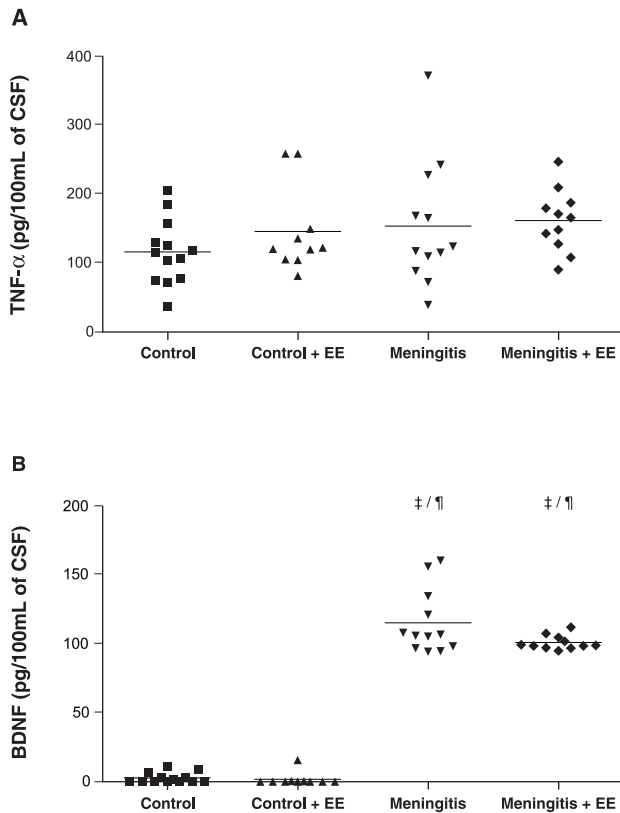 A
TNF-α (pg/100mL of CSF)
400
300
200
100
0
Control
Control + EE
Meningitis
Meningitis + EE
B
BDNF (pg/100mL of CSF)
‡ / ¶
‡ / ¶
200
150
100
50
0
Control
Control + EE
Meningitis
Meningitis + EE